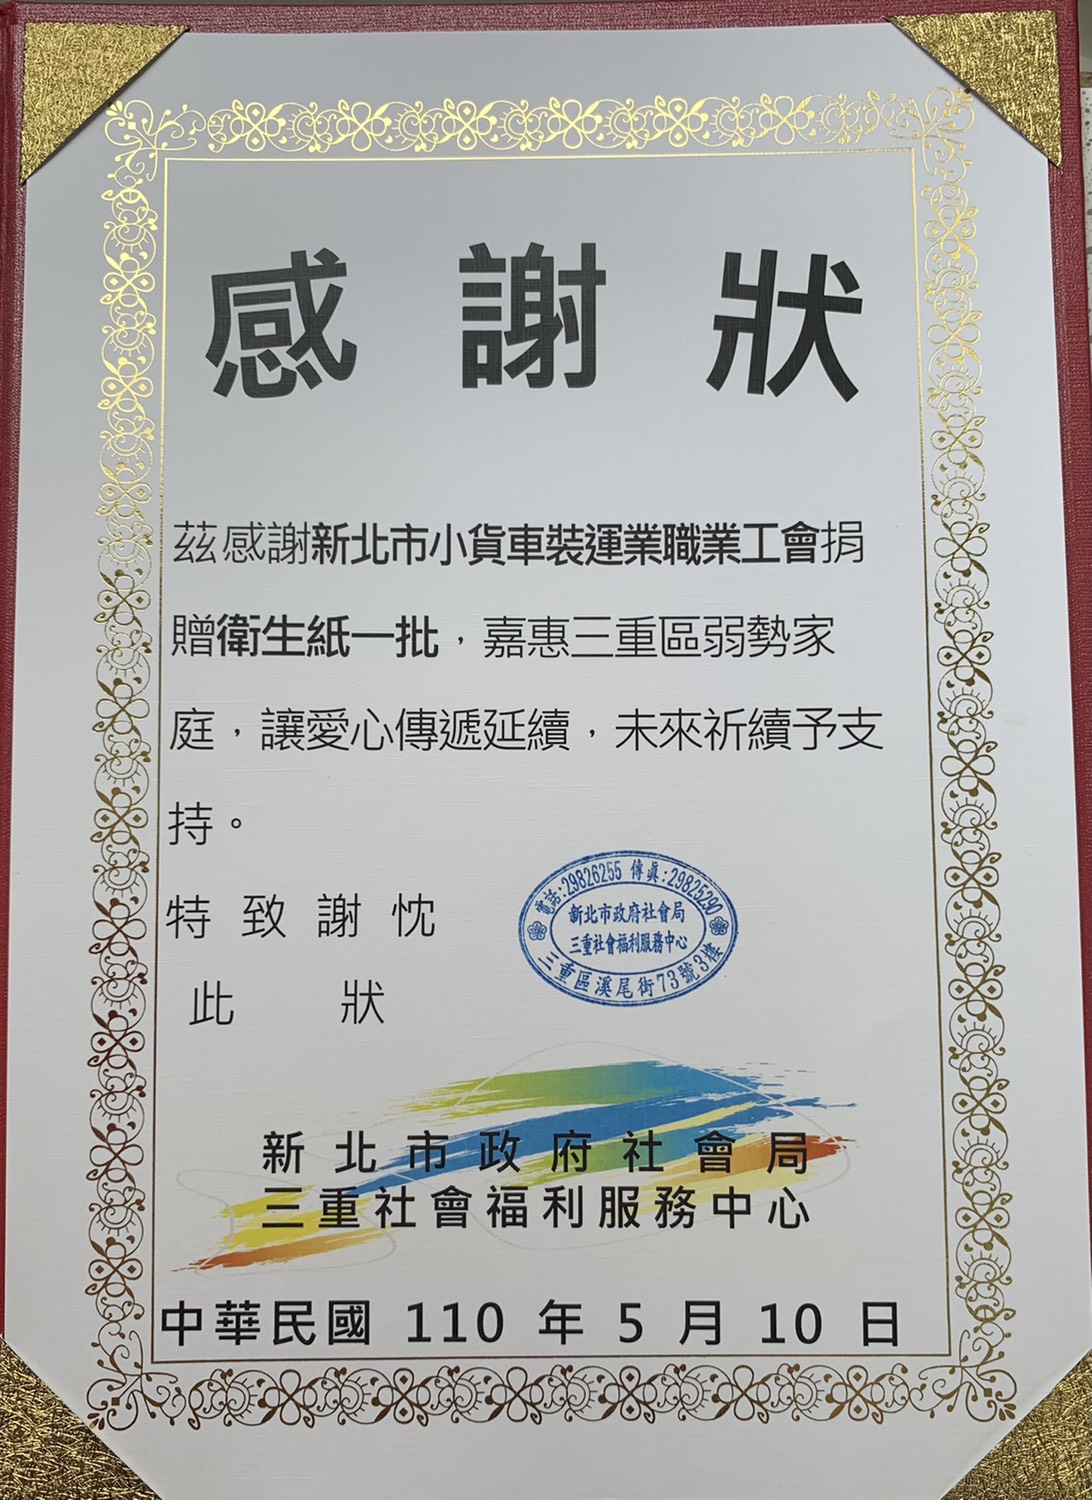 感謝狀
茲感謝新北市小貨車裝運業職業工會捐
贈衛生紙一批，嘉惠三重區弱勢家
庭，讓愛心傳遞延續，未來祈續予支
持。
特致謝忱
此狀
電話:29826255 傳真:29825290
新北市政府社會局
三重社會福利服務中心
三重區溪尾街73號3樓
新北市政府社會局
三重社會福利服務中心
中華民國 110 年 5 月 10 日